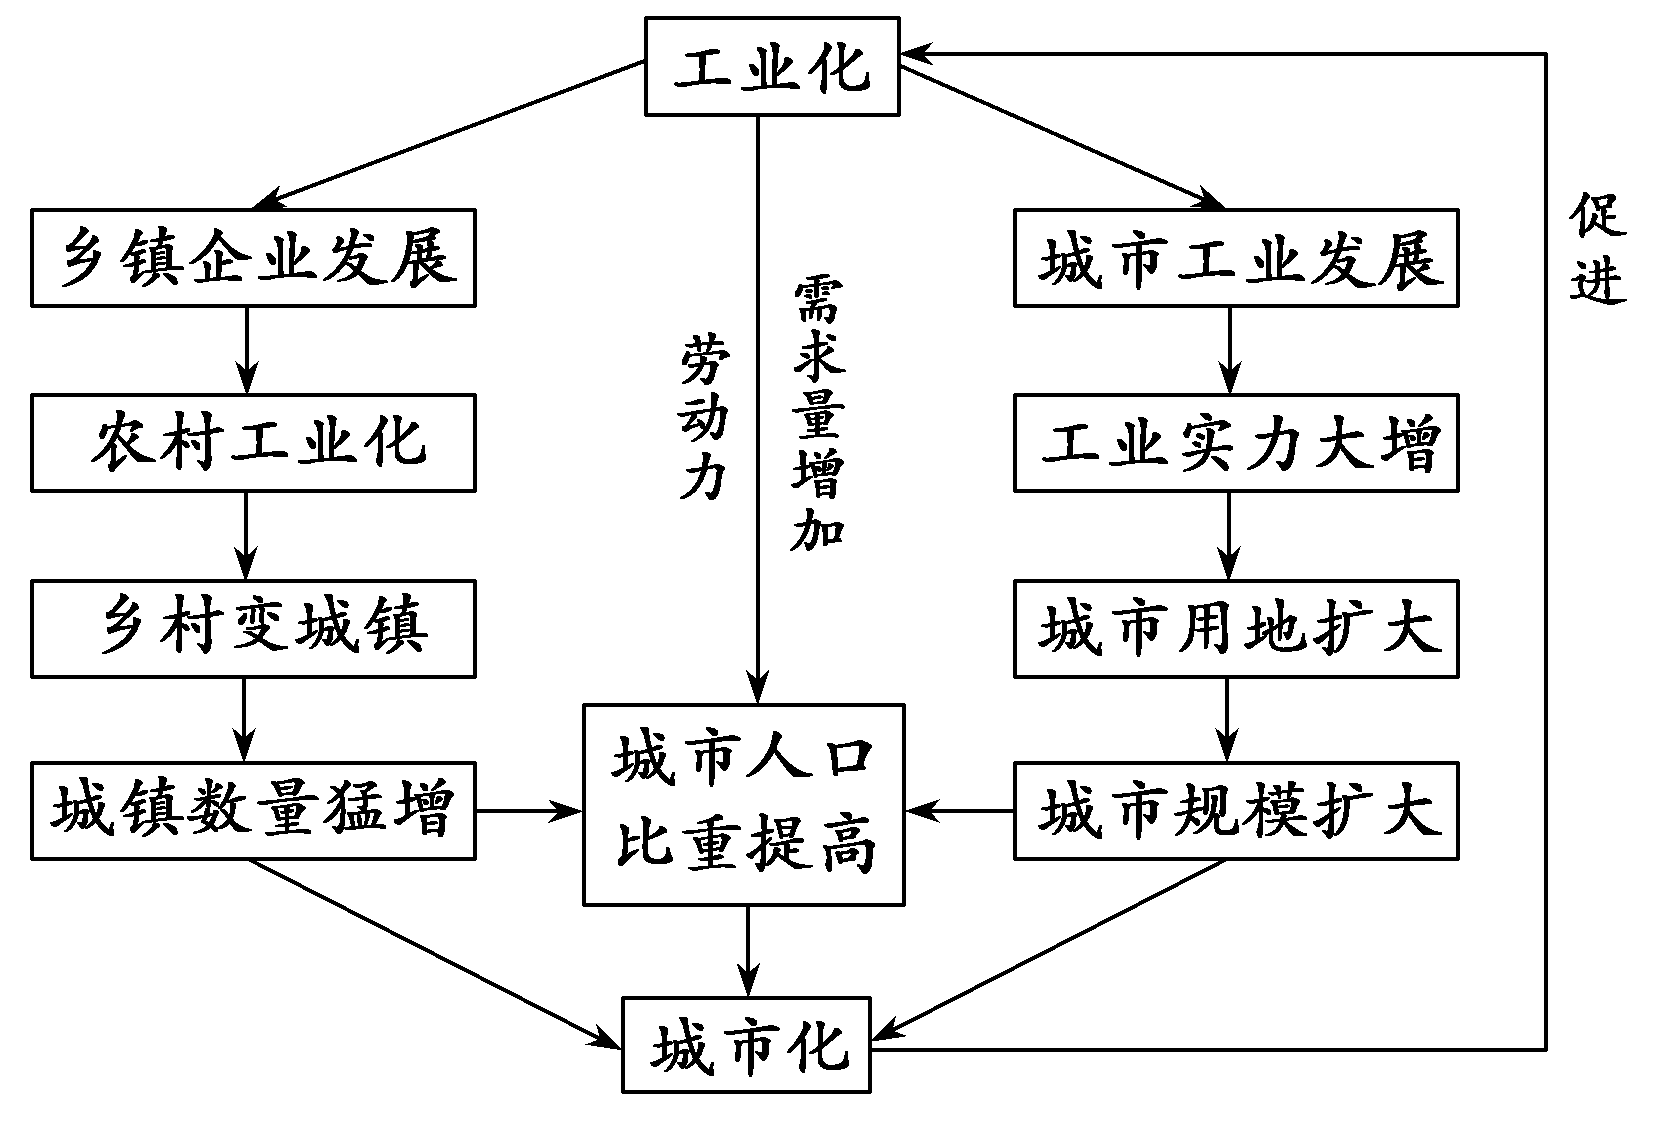 工业化
乡镇企业发展
农村工业化
乡村变城镇
城镇数量猛增
劳动力
需求量增加
城市人口
比重提高
城市工业发展
工业实力大增
城市用地扩大
城市规模扩大
城市化
促进